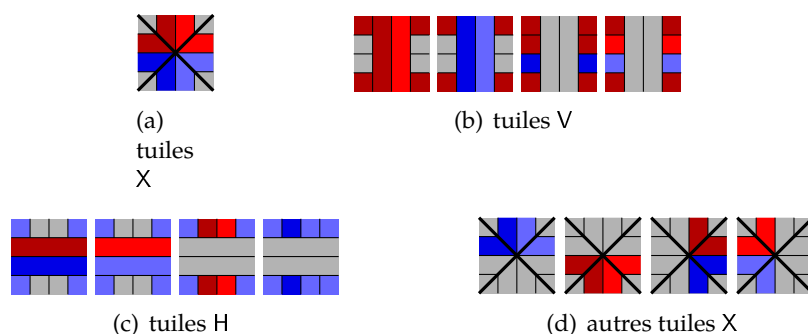 (a)
tuiles
X
(b) tuiles V
(c) tuiles H
(d) autres tuiles X